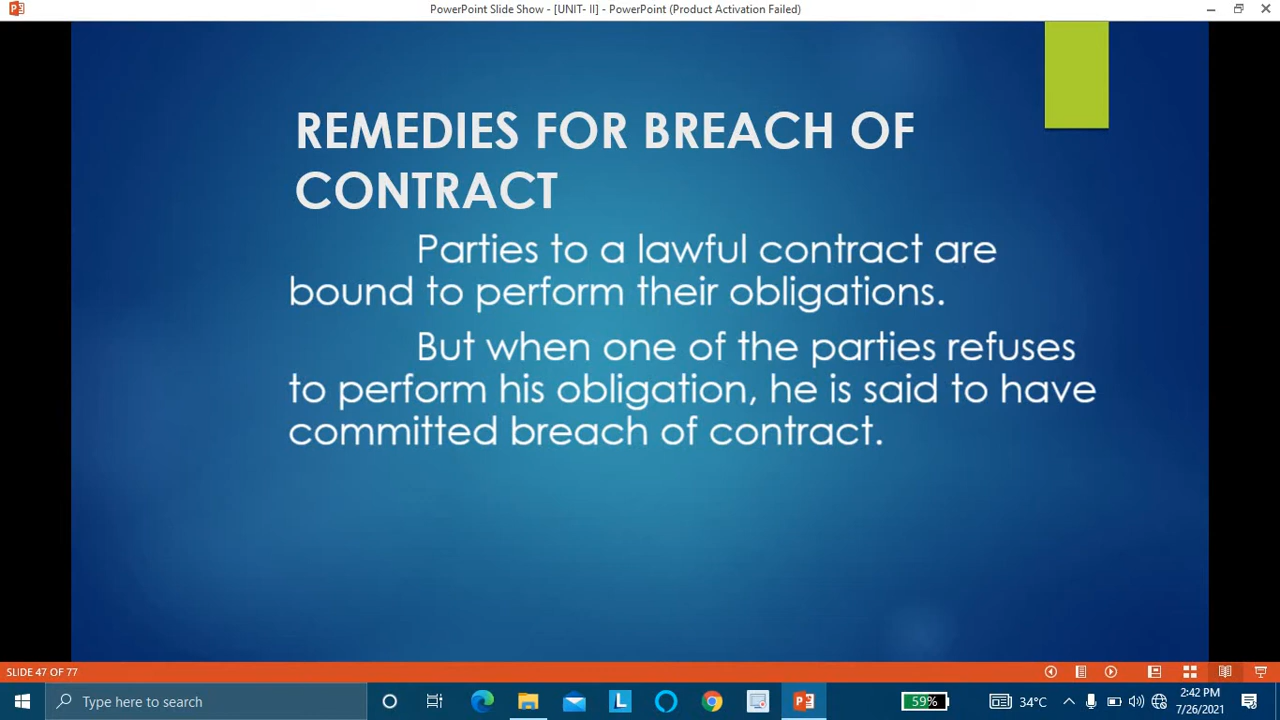 PowerPoint Slide Show - [UNIT- II] - PowerPoint (Product Activation Failed)
REMEDIES FOR BREACH OF
CONTRACT
Parties to a lawful contract are
bound to perform their obligations.
But when one of the parties refuses
to perform his obligation, he is said to have
committed breach of contract.
SLIDE 47 OF 77
Type here to search
L
59%
34°C
2:42 PM
7/26/2021